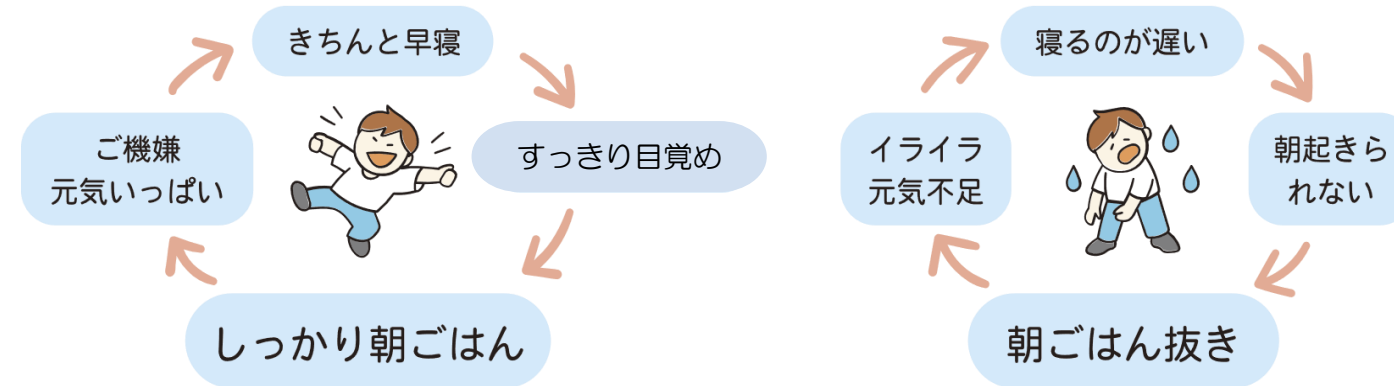 きちんと早寝
すっきり目覚め
しっかり朝ごはん
ご機嫌
元気いっぱい
寝るのが遅い
朝起きら
れない
朝ごはん抜き
イライラ
元気不足